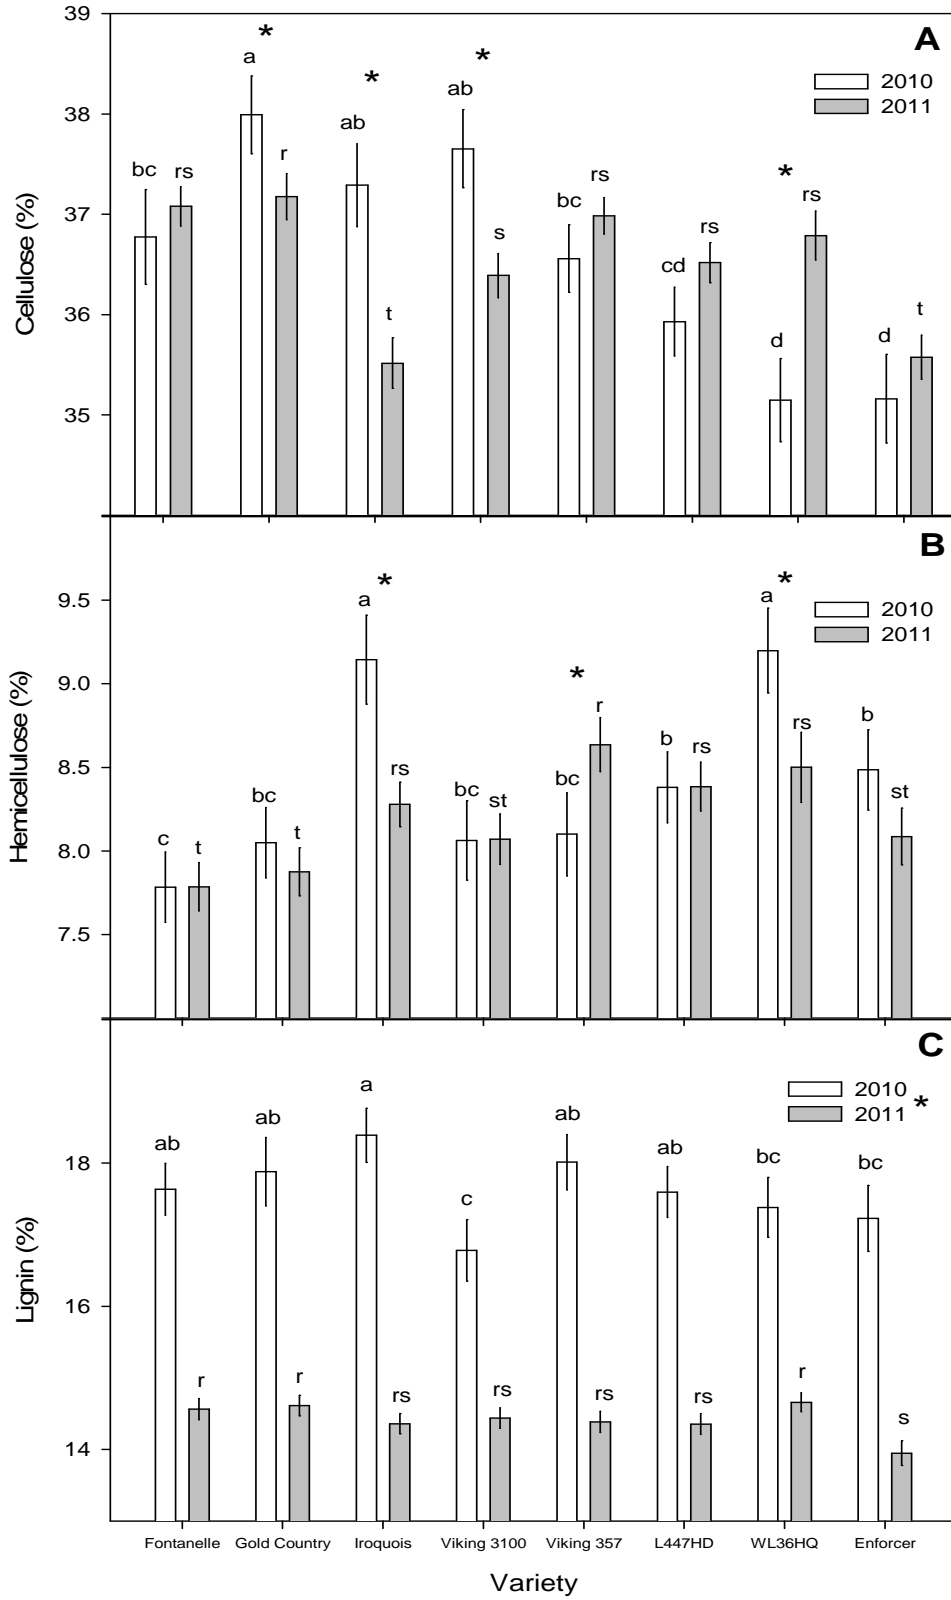 39
A
*
a
*
*
2010
ab
2011
38
ab
r
bc
rs
rs
*
bc
rs
rs
37
s
cd
t
t
36
d
d
35
Cellulose (%)
B
*
*
9.5
a
a
2010
2011
*
9.0
r
b
rs
b
rs
rs
8.5
bc
bc
st
bc
st
c
t
t
8.0
7.5
Hemicellulose (%)
C
a
2010
2011
*
ab
ab
ab
ab
bc
bc
18
c
16
r
r
rs
rs
rs
rs
r
s
14
Lignin (%)
Fontanelle Gold Country Iroquois Viking 3100 Viking 357 L447HD WL36HQ Enforcer
Variety